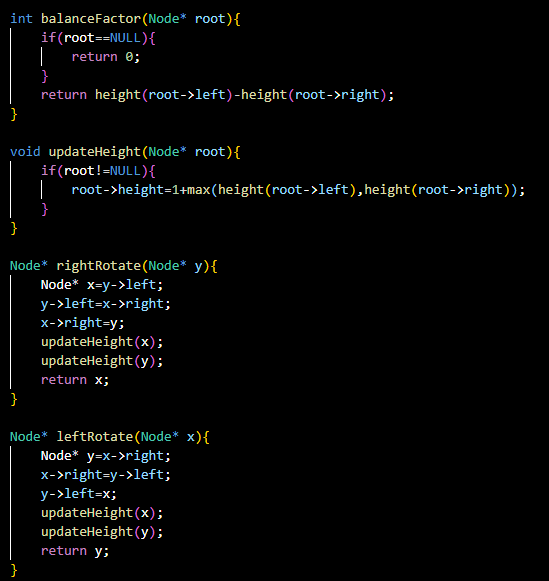 int balanceFactor(Node* root){
    if(root==NULL){
        return 0;
    }
    return height(root->left)-height(root->right);
}

void updateHeight(Node* root){
    if(root!=NULL){
        root->height=1+max(height(root->left),height(root->right));
    }
}

Node* rightRotate(Node* y){
    Node* x=y->left;
    y->left=x->right;
    x->right=y;
    updateHeight(x);
    updateHeight(y);
    return x;
}

Node* leftRotate(Node* x){
    Node* y=x->right;
    x->right=y->left;
    y->left=x;
    updateHeight(x);
    updateHeight(y);
    return y;
}